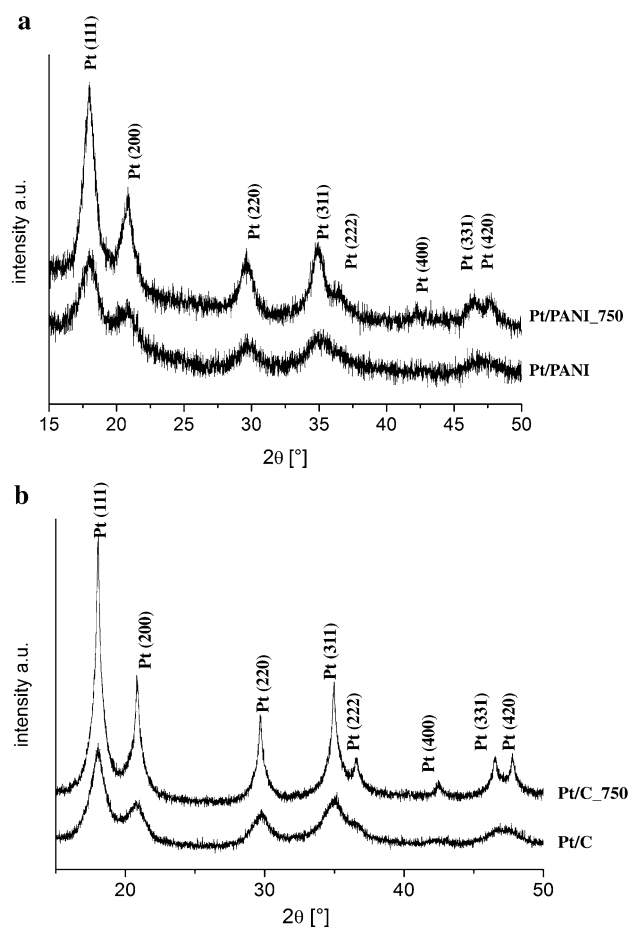 a
Pt (111)
Pt (200)
Pt (220)
Pt (311)
Pt (222)
Pt (400)
Pt (331)
Pt (420)
intensity a.u.
Pt/PANI_750
Pt/PANI
15 20 25 30 35 40 45 50
2θ [°]
b
Pt (111)
Pt (200)
Pt (220)
Pt (311)
Pt (222)
Pt (400)
Pt (331)
Pt (420)
intensity a.u.
Pt/C_750
Pt/C
20 30 40 50
2θ [°]